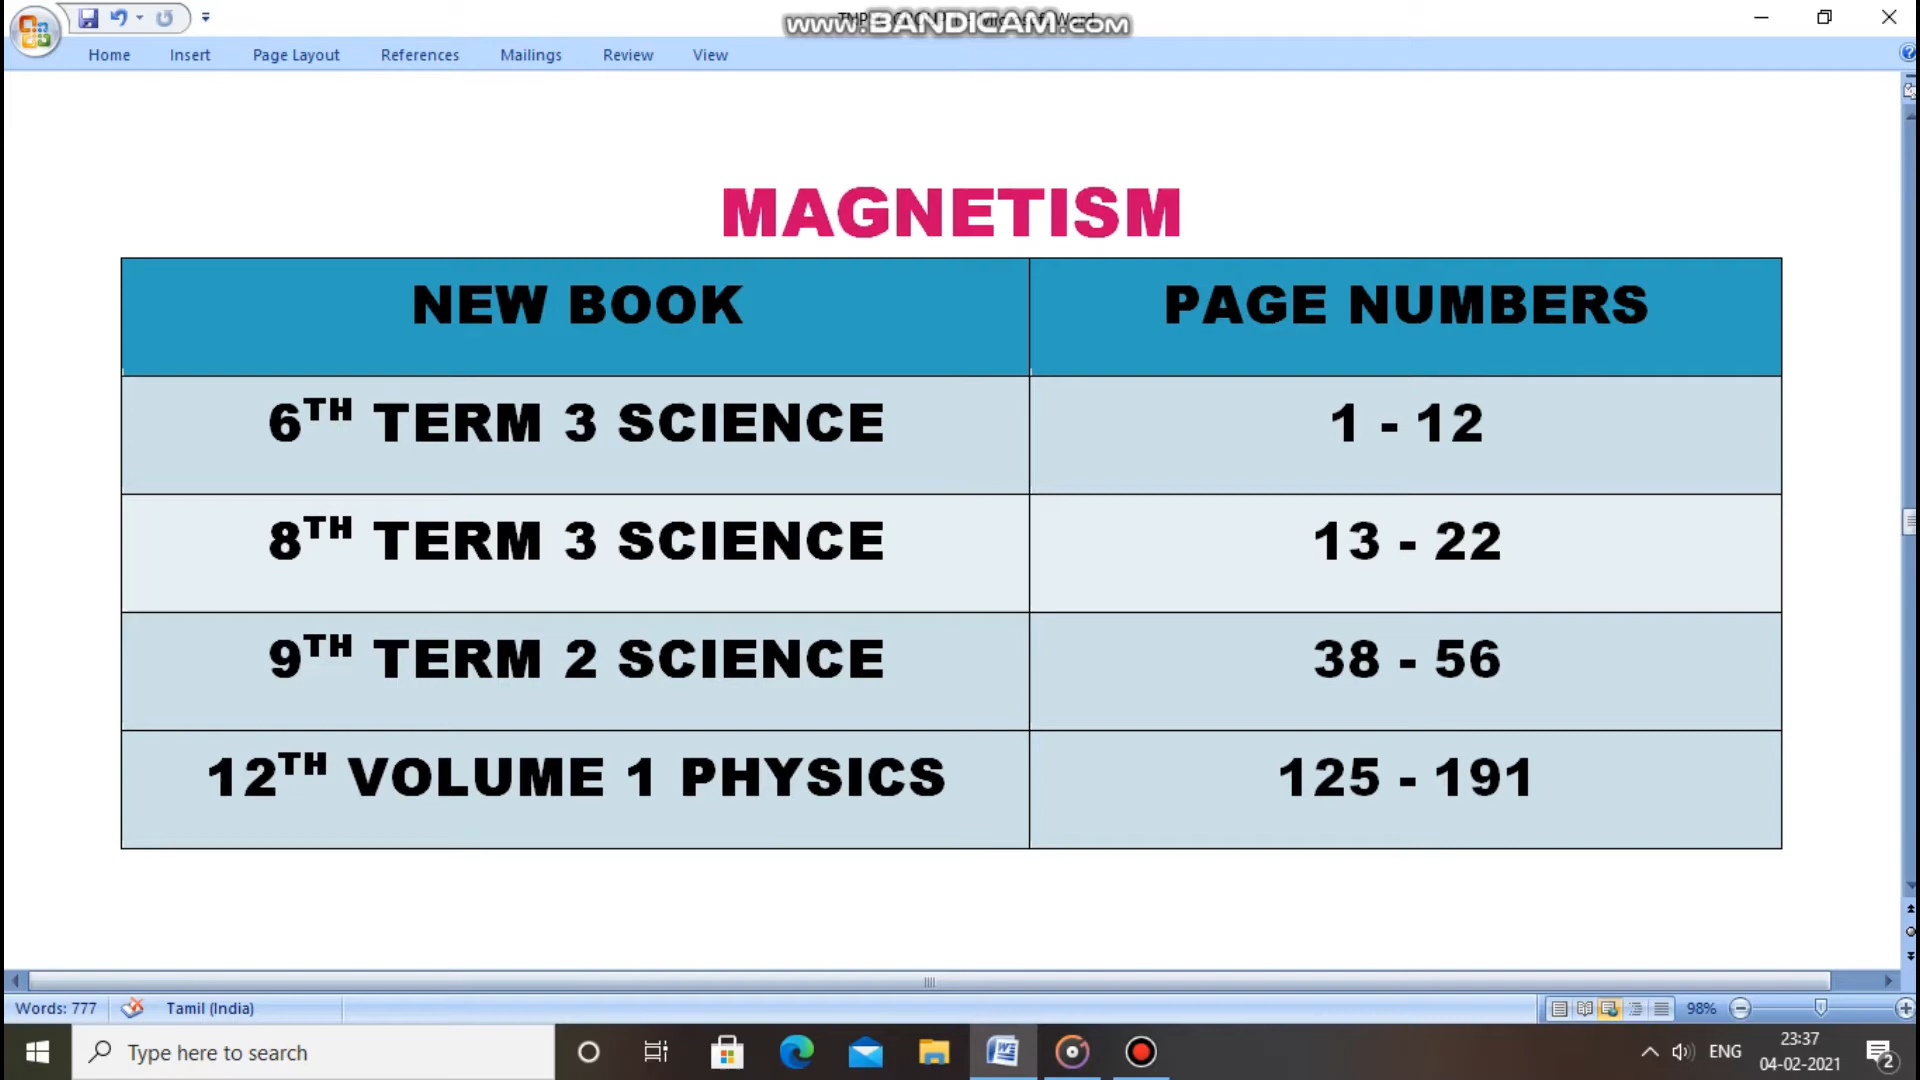 www.BANDICAM.com
Home Insert Page Layout References Mailings Review View
MAGNETISM
NEW BOOK PAGE NUMBERS
6TH TERM 3 SCIENCE 1 - 12
8TH TERM 3 SCIENCE 13 - 22
9TH TERM 2 SCIENCE 38 - 56
12TH VOLUME 1 PHYSICS 125 - 191
Words: 777 Tamil (India) 98%
Type here to search ENG 23:37
04-02-2021 2